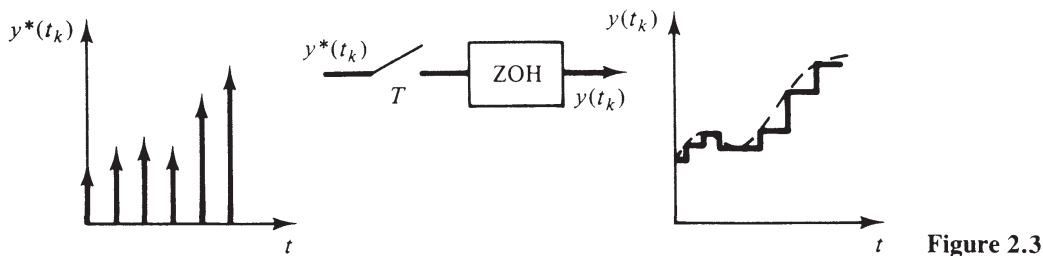 y*(t_k)
t
y*(t_k)
T
ZOH
y(t_k)
y(t_k)
t
Figure 2.3